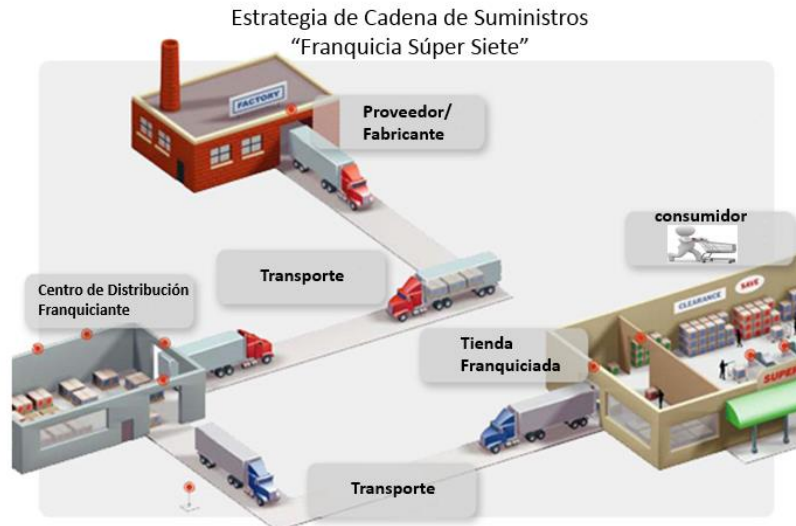 Estrategia de Cadena de Suministros
“Franquicia Súper Siete”
FACTORY
Proveedor/
Fabricante
consumidor
Transporte
Centro de Distribución
Franquiciante
CLEARANCE
SAVE
Tienda
Franquiciada
SUPER
Transporte